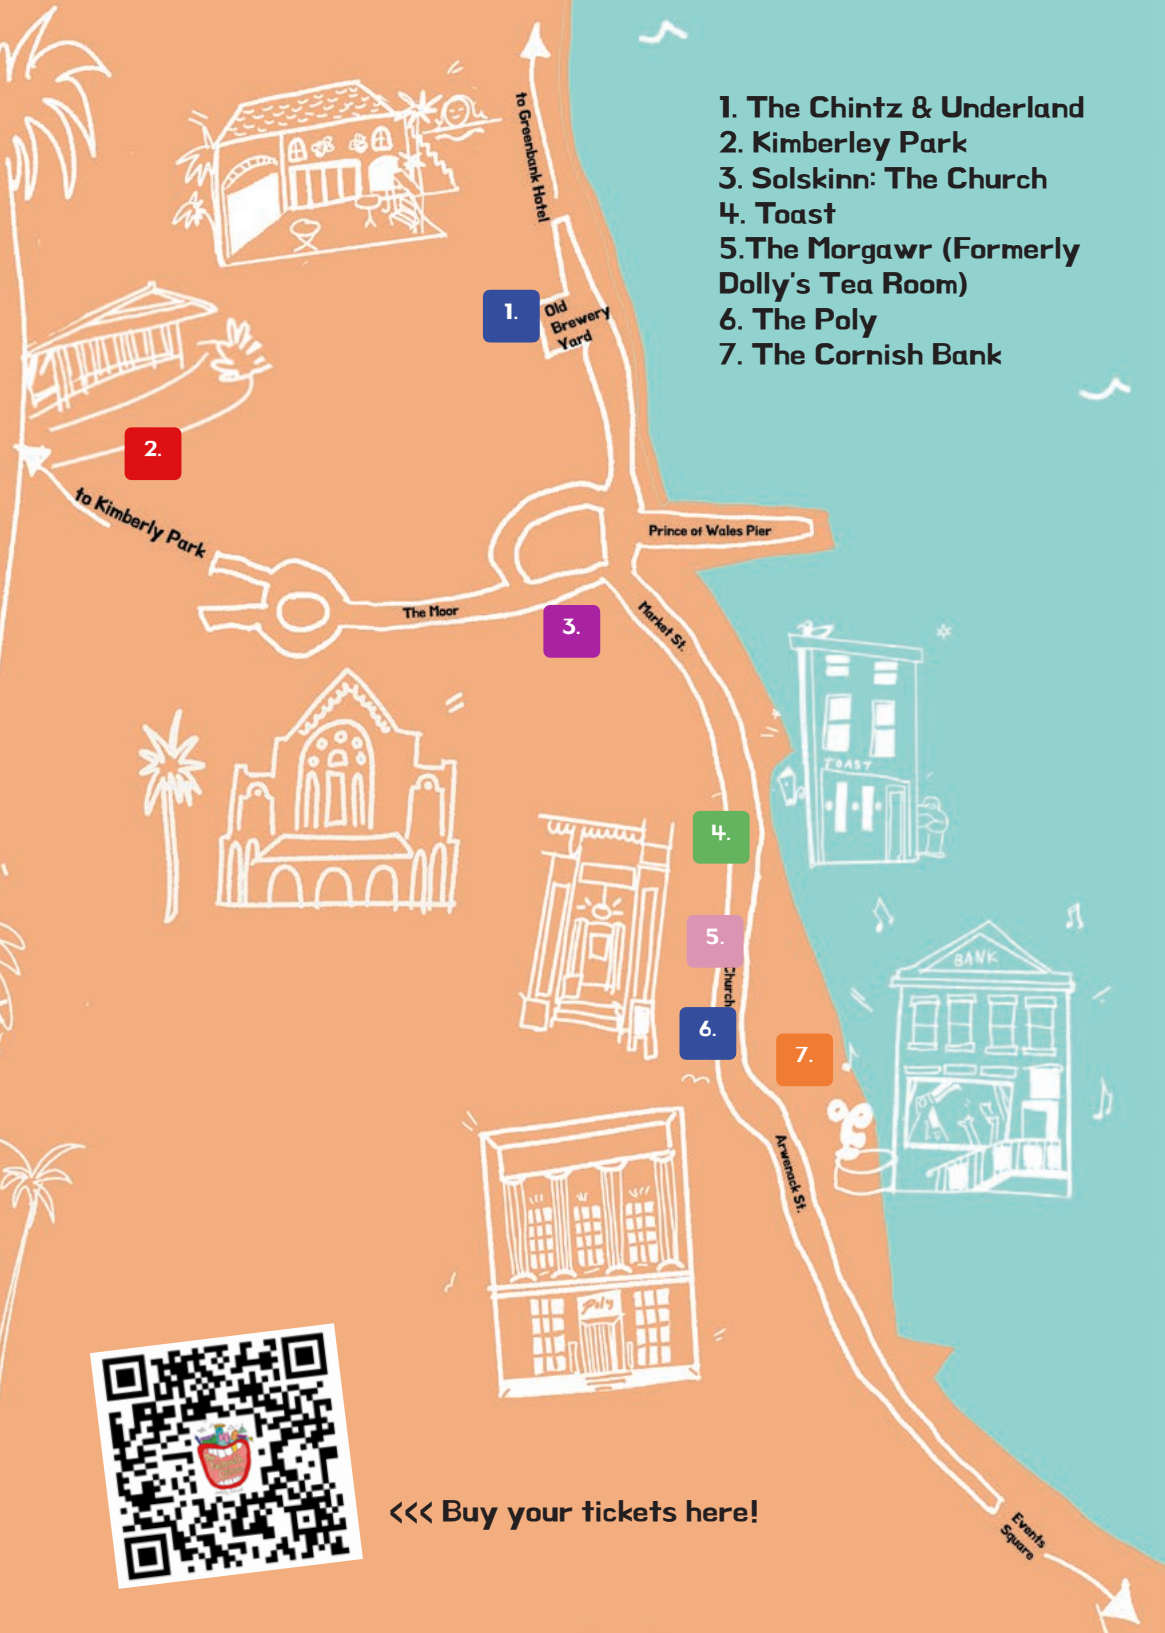 to Greenbank Hotel
1. The Chintz & Underland
2. Kimberley Park
3. Solskinn: The Church
4. Toast
5.The Morgawr (Formerly
Dolly's Tea Room)
6. The Poly
7. The Cornish Bank
1.
Old
Brewery
Yard
2.
to Kimberly Park
Prince of Wales Pier
The Moor
3.
Market St.
TOAST
4.
5.
Church
6.
7.
BANK
Arwenack St.
Poly
<<< Buy your tickets here!
Events
Square